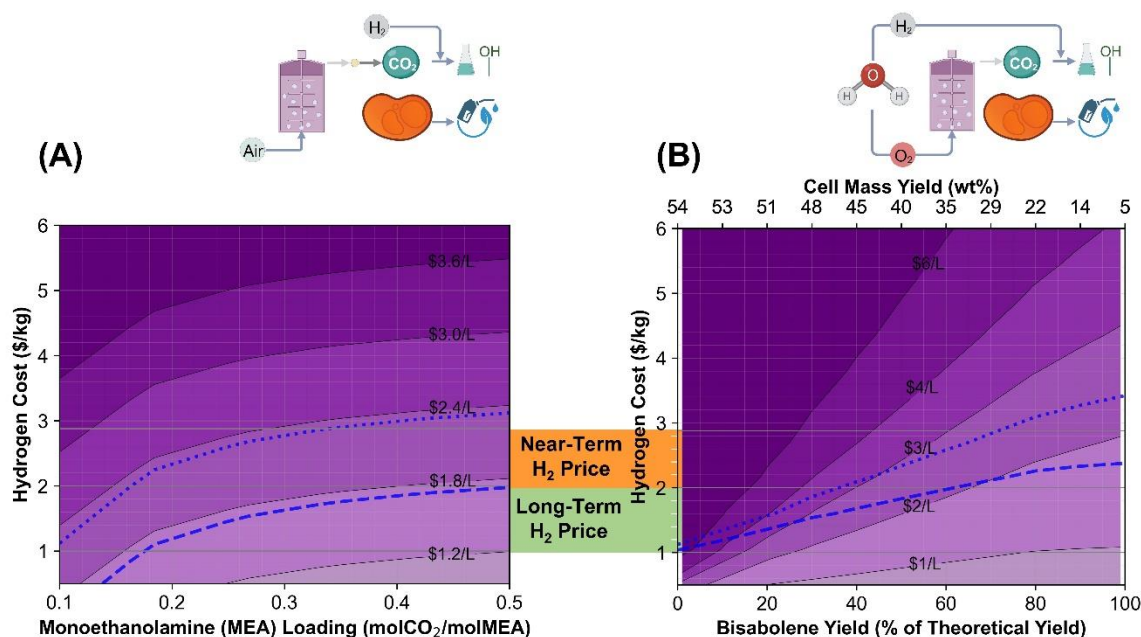 H2
OH
CO2
Air
(A)
H2
OH
O
CO2
H
H
O2
(B)
Hydrogen Cost ($/kg)
6
5
4
3
2
1
$3.6/L
$3.0/L
$2.4/L
$1.8/L
$1.2/L
0.1
0.2
0.3
0.4
0.5
Monoethanolamine (MEA) Loading (molCO2/molMEA)
Near-Term
H2 Price
Long-Term
H2 Price
Cell Mass Yield (wt%)
54 53 51 48 45 40 35 29 22 14 5
Hydrogen Cost ($/kg)
6
5
4
3
2
1
$6/L
$4/L
$3/L
$2/L
$1/L
0 20 40 60 80 100
Bisabolene Yield (% of Theoretical Yield)